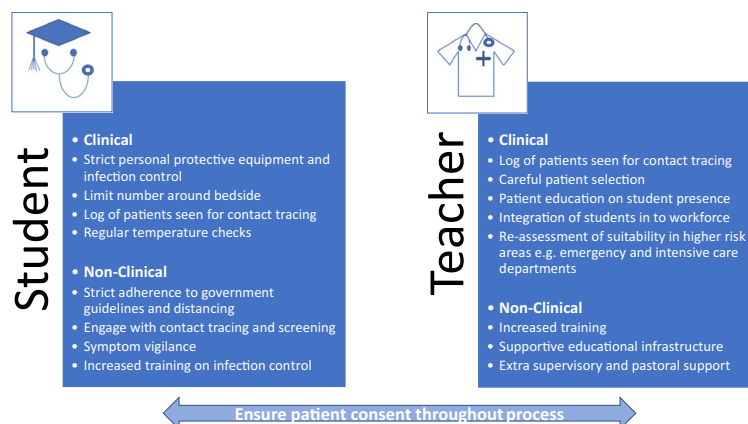 Student
• Clinical
• Strict personal protective equipment and
infection control
• Limit number around bedside
• Log of patients seen for contact tracing
• Regular temperature checks
• Non-Clinical
• Strict adherence to government
guidelines and distancing
• Engage with contact tracing and screening
• Symptom vigilance
• Increased training on infection control
Teacher
• Clinical
• Log of patients seen for contact tracing
• Careful patient selection
• Patient education on student presence
• Integration of students in to workforce
• Re-assessment of suitability in higher risk
areas e.g. emergency and intensive care
departments
• Non-Clinical
• Increased training
• Supportive educational infrastructure
• Extra supervisory and pastoral support
Ensure patient consent throughout process